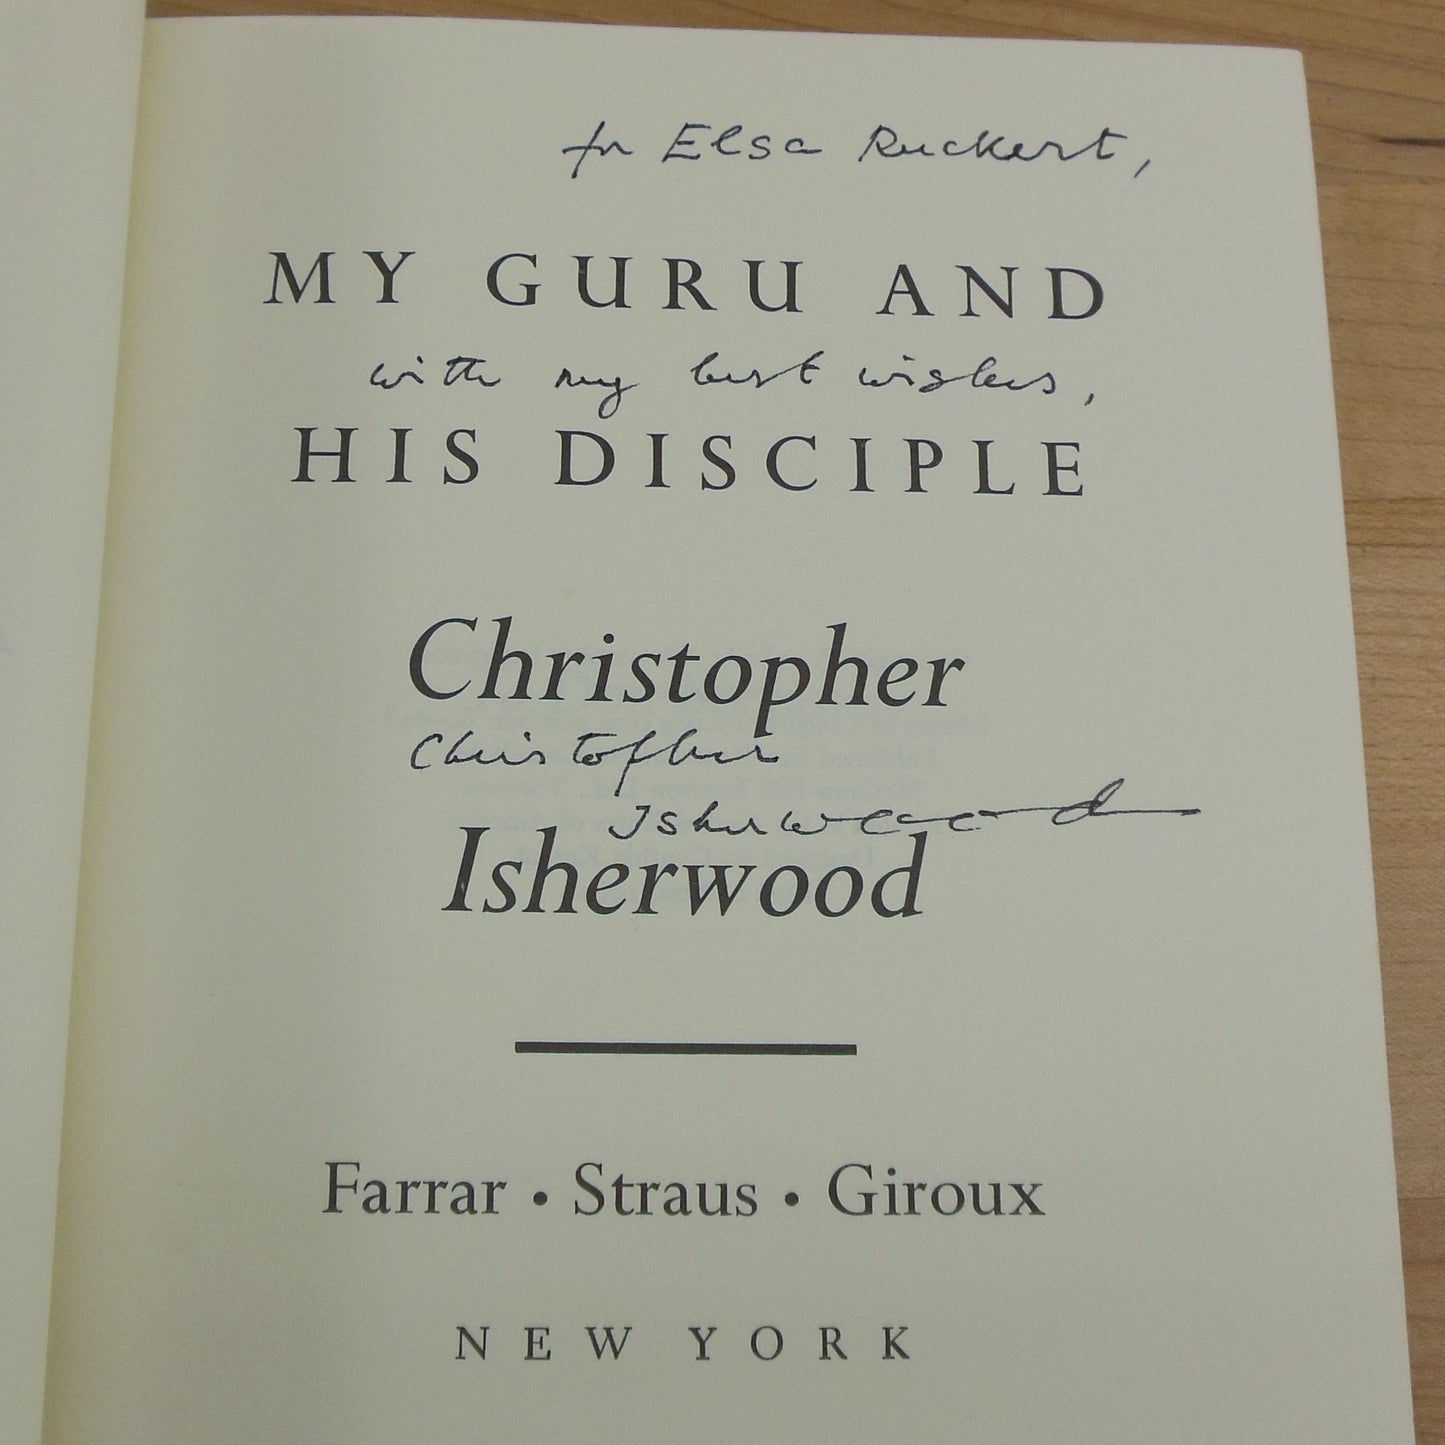 for Elsa Ruckert,
MY GURU AND
with my best wishes,
HIS DISCIPLE
Christopher
Christopher
Isherwood
Isherwood
Farrar • Straus • Giroux
NEW YORK